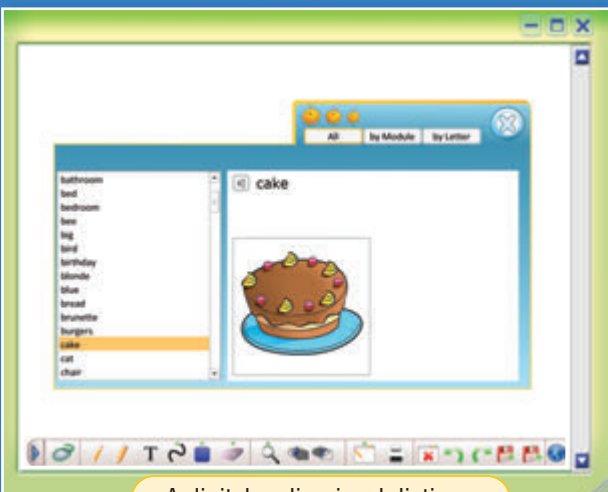 All by Module by Letter
cake
bathroom
bed
bedroom
bee
big
bird
birthday
blonde
blue
bread
brunette
burgers
cake
cat
chair
T